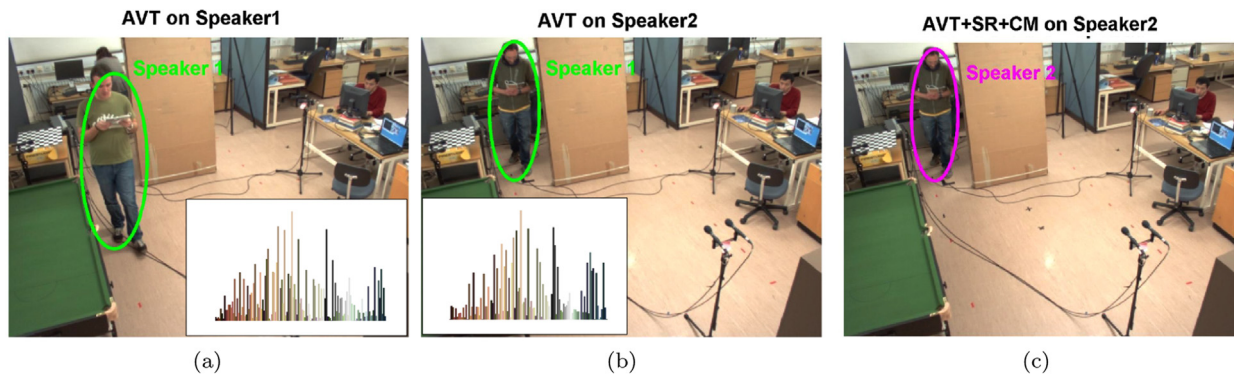 AVT on Speaker1
AVT on Speaker2
AVT+SR+CM on Speaker2
Speaker 1
Speaker 1
Speaker 2
(a)
(b)
(c)